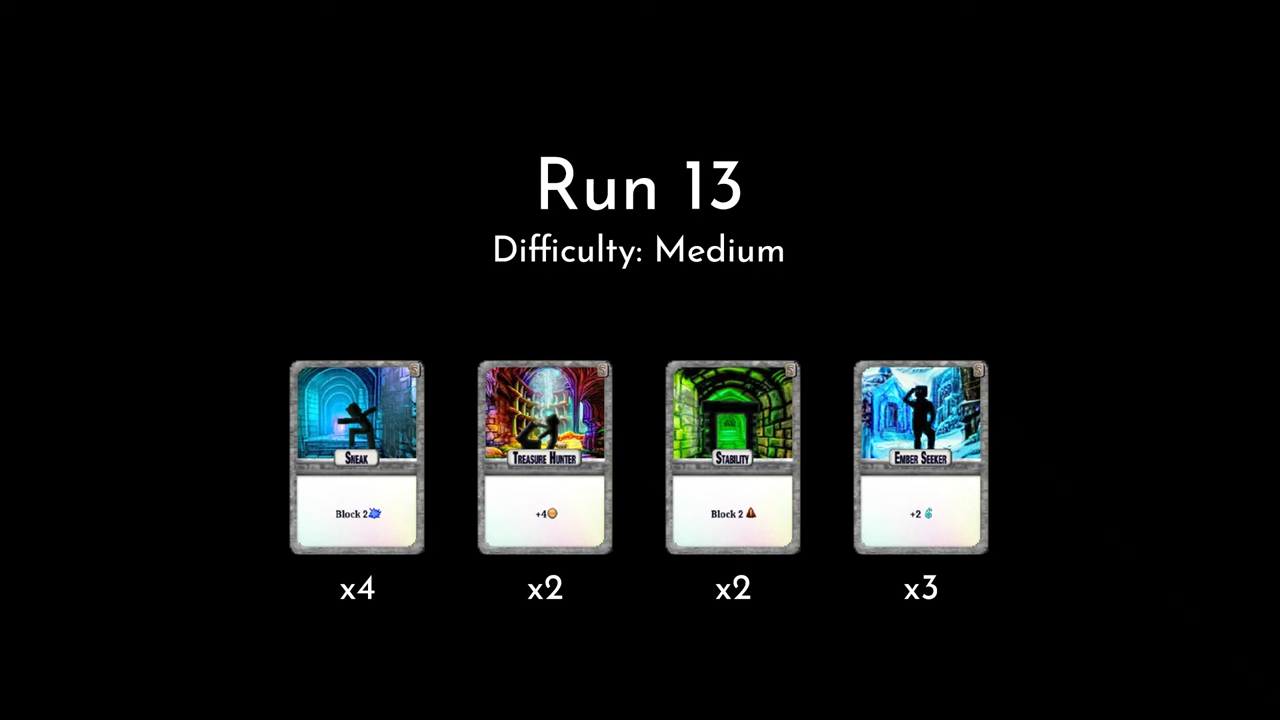 Run 13
Difficulty: Medium
S
SNEAK
Block 2
x4
S
TREASURE HUNTER
+4
x2
S
STABILITY
Block 2
x2
S
EMBER SEEKER
+2
x3